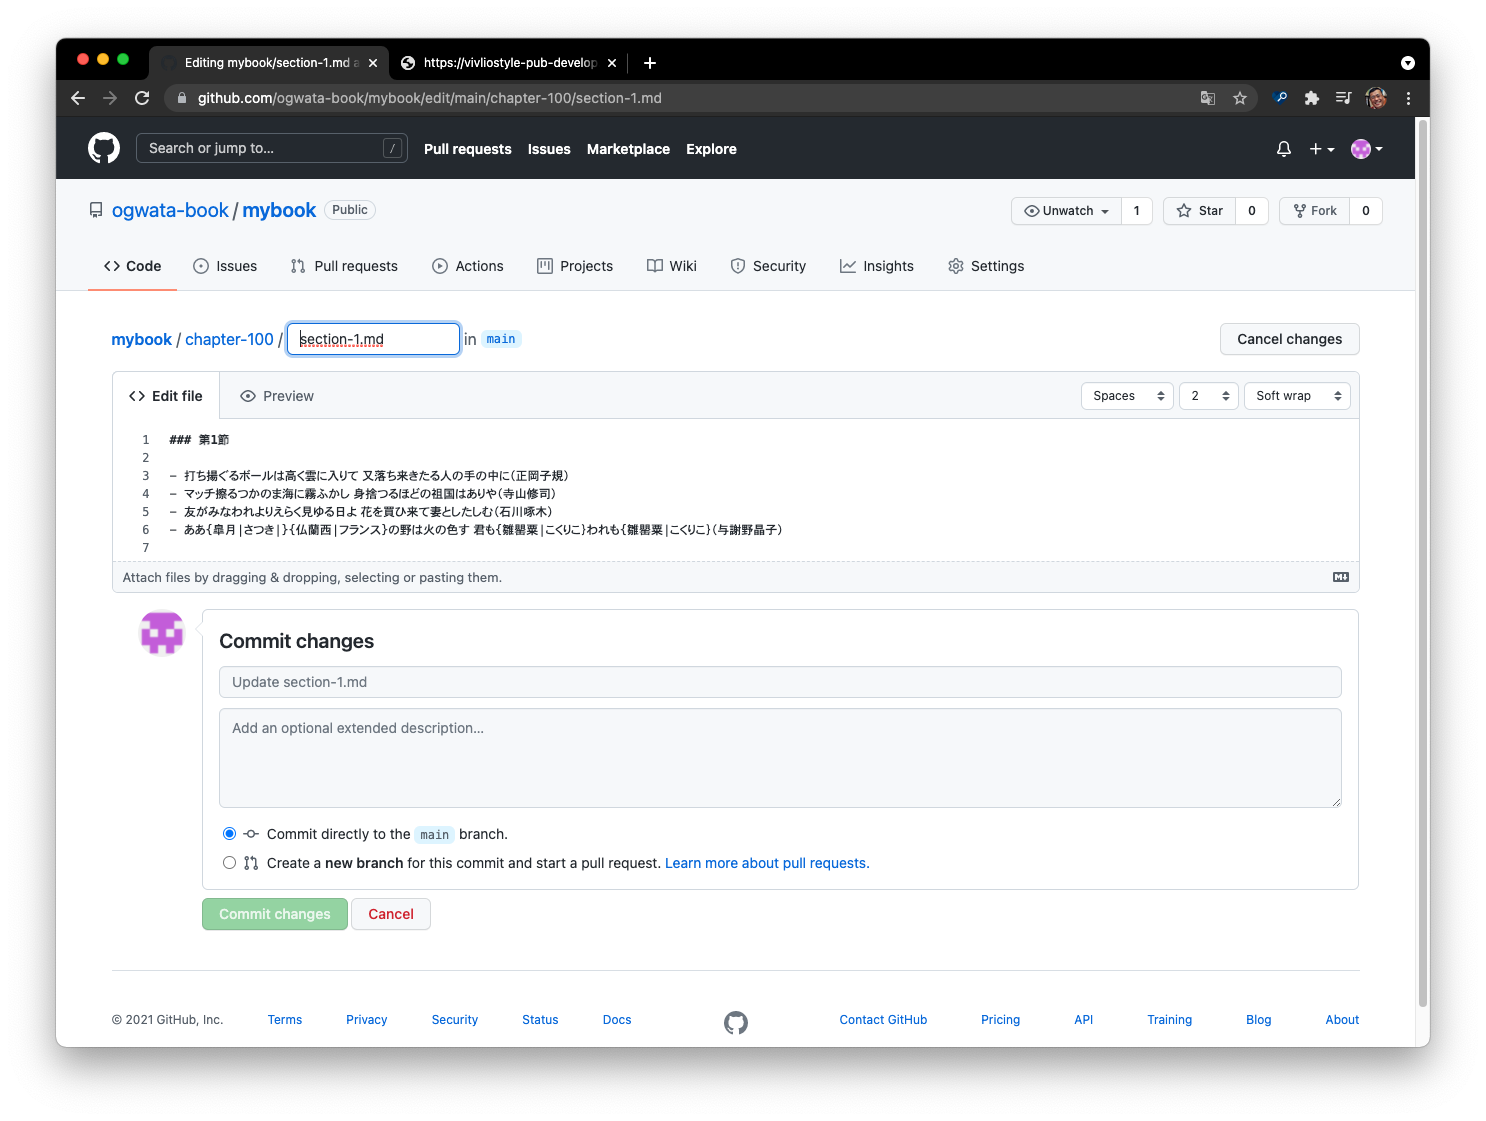 Editing mybook/section-1.md a
https://vivliostyle-pub-develop
github.com/ogwata-book/mybook/edit/main/chapter-100/section-1.md
Search or jump to... /
Pull requests Issues Marketplace Explore
ogwata-book / mybook Public
Unwatch 1 Star 0 Fork 0
Code Issues Pull requests Actions Projects Wiki Security Insights Settings
mybook / chapter-100 / section-1.md in main
Cancel changes
Edit file Preview Spaces 2 Soft wrap
1 ### 第1節
2
3 - 打ち揚ぐるボールは高く雲に入りて 又落ち来きたる人の手の中に（正岡子規）
4 - マッチ擦るつかのま海に霧ふかし 身捨つるほどの祖国はありや（寺山修司）
5 - 友がみなわれよりえらく見ゆる日よ 花を買ひ来て妻としたしむ（石川啄木）
6 - ああ{皐月|さつき|}{仏蘭西|フランス}の野は火の色す 君も{雛罌粟|こくりこ}われも{雛罌粟|こくりこ}（与謝野晶子）
7
Attach files by dragging & dropping, selecting or pasting them.
Commit changes
Update section-1.md
Add an optional extended description...
Commit directly to the main branch.
Create a new branch for this commit and start a pull request. Learn more about pull requests.
Commit changes Cancel
© 2021 GitHub, Inc. Terms Privacy Security Status Docs Contact GitHub Pricing API Training Blog About